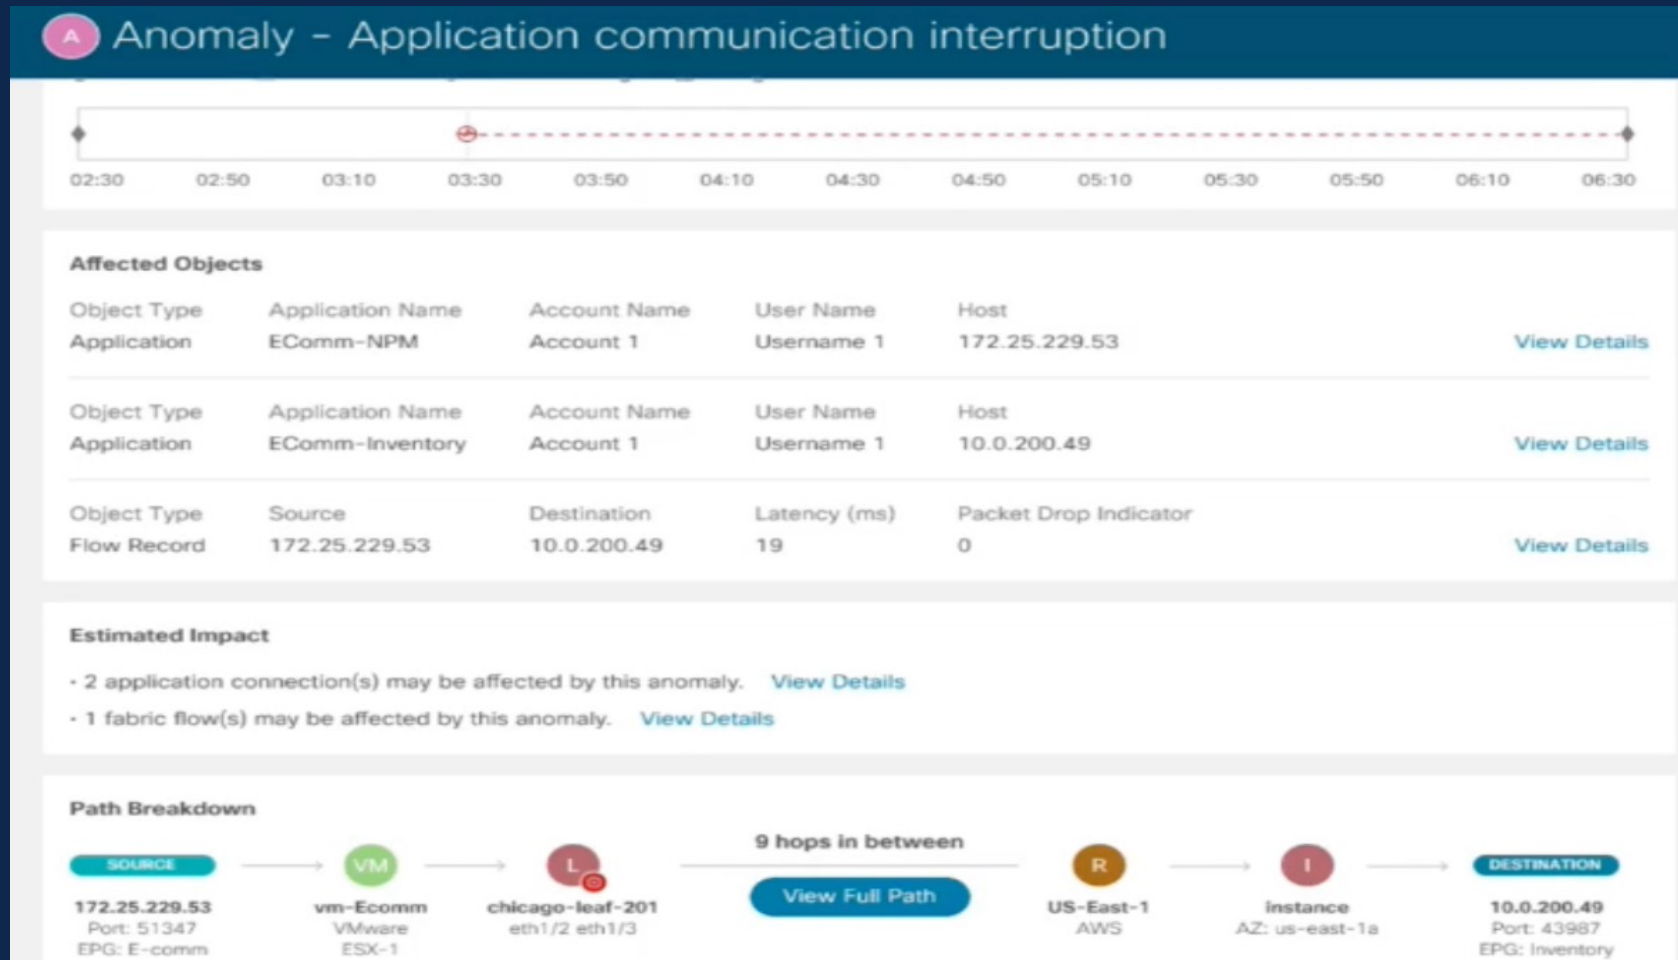 A Anomaly - Application communication interruption
02:30 02:50 03:10 03:30 03:50 04:10 04:30 04:50 05:10 05:30 05:50 06:10 06:30
Affected Objects
Object Type Application Name Account Name User Name Host
Application EComm-NPM Account 1 Username 1 172.25.229.53 View Details
Object Type Application Name Account Name User Name Host
Application EComm-Inventory Account 1 Username 1 10.0.200.49 View Details
Object Type Source Destination Latency (ms) Packet Drop Indicator
Flow Record 172.25.229.53 10.0.200.49 19 0 View Details
Estimated Impact
· 2 application connection(s) may be affected by this anomaly. View Details
· 1 fabric flow(s) may be affected by this anomaly. View Details
Path Breakdown
9 hops in between
SOURCE VM L View Full Path R I DESTINATION
172.25.229.53 vm-Ecomm chicago-leaf-201 US-East-1 instance 10.0.200.49
Port: 51347 VMware eth1/2 eth1/3 AWS AZ: us-east-1a Port: 43987
EPG: E-comm ESX-1 EPG: Inventory